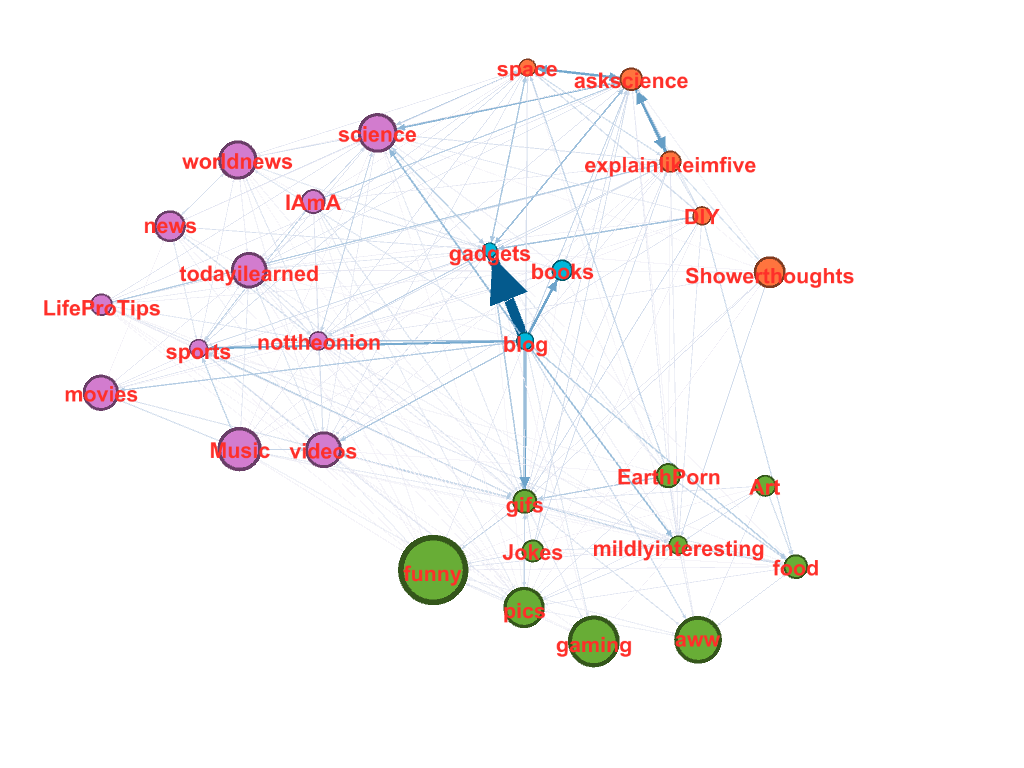 space
askscience
science
worldnews
explainlikeimfive
IAmA
news
DIY
gadgets
books
todayilearned
Showerthoughts
LifeProTips
nottheonion
blog
sports
movies
Music
videos
EarthPorn
Art
gifs
Jokes
mildlyinteresting
funny
food
pics
gaming
aww